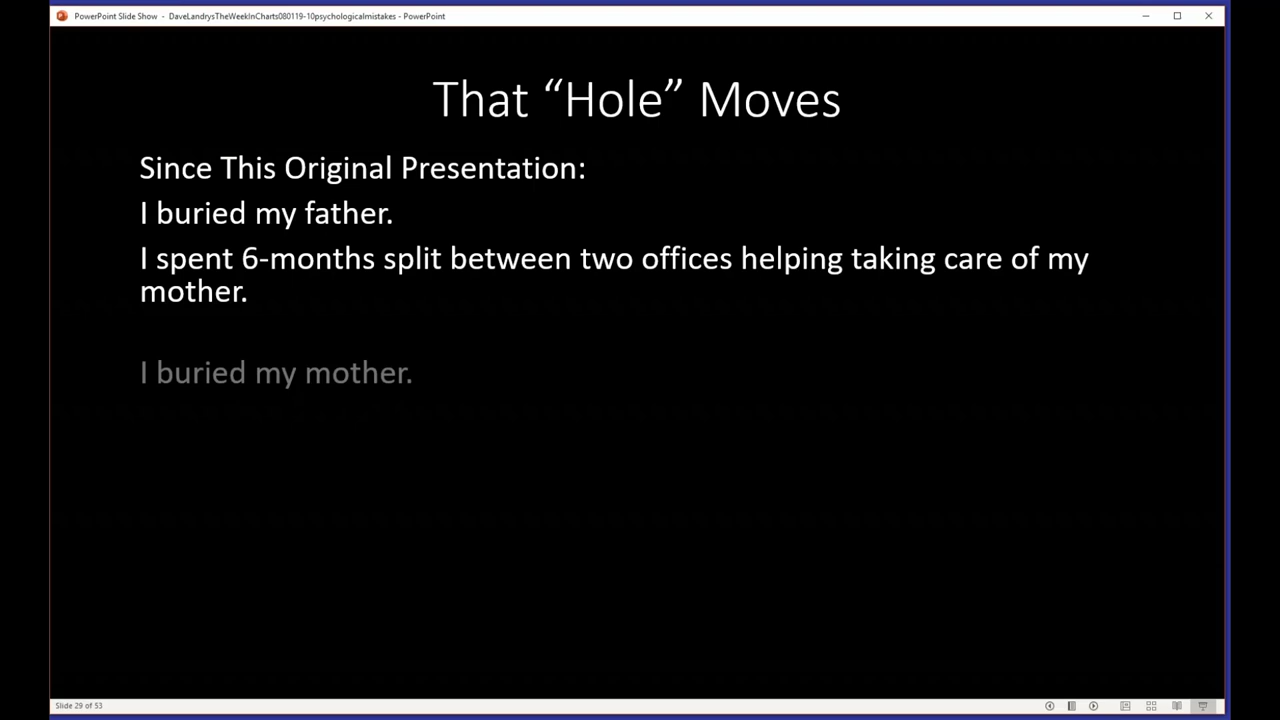 PowerPoint Slide Show - DaveLandrysTheWeekInCharts080119-10psychologicalmistakes - PowerPoint
That “Hole” Moves
Since This Original Presentation:
I buried my father.
I spent 6-months split between two offices helping taking care of my
mother.
I buried my mother.
Slide 29 of 53